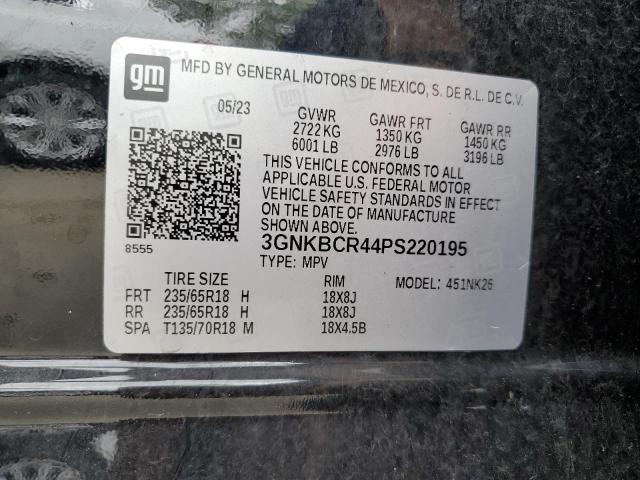 gm MFD BY GENERAL MOTORS DE MEXICO, S. DE R.L. DE C.V.
05/23 GVWR GAWR FRT GAWR RR
2722 KG 1350 KG 1450 KG
6001 LB 2976 LB 3196 LB
THIS VEHICLE CONFORMS TO ALL
APPLICABLE U.S. FEDERAL MOTOR
VEHICLE SAFETY STANDARDS IN EFFECT
ON THE DATE OF MANUFACTURE
SHOWN ABOVE.
8555 3GNKBCR44PS220195
TYPE: MPV
TIRE SIZE RIM MODEL: 451NK26
FRT 235/65R18 H 18X8J
RR 235/65R18 H 18X8J
SPA T135/70R18 M 18X4.5B